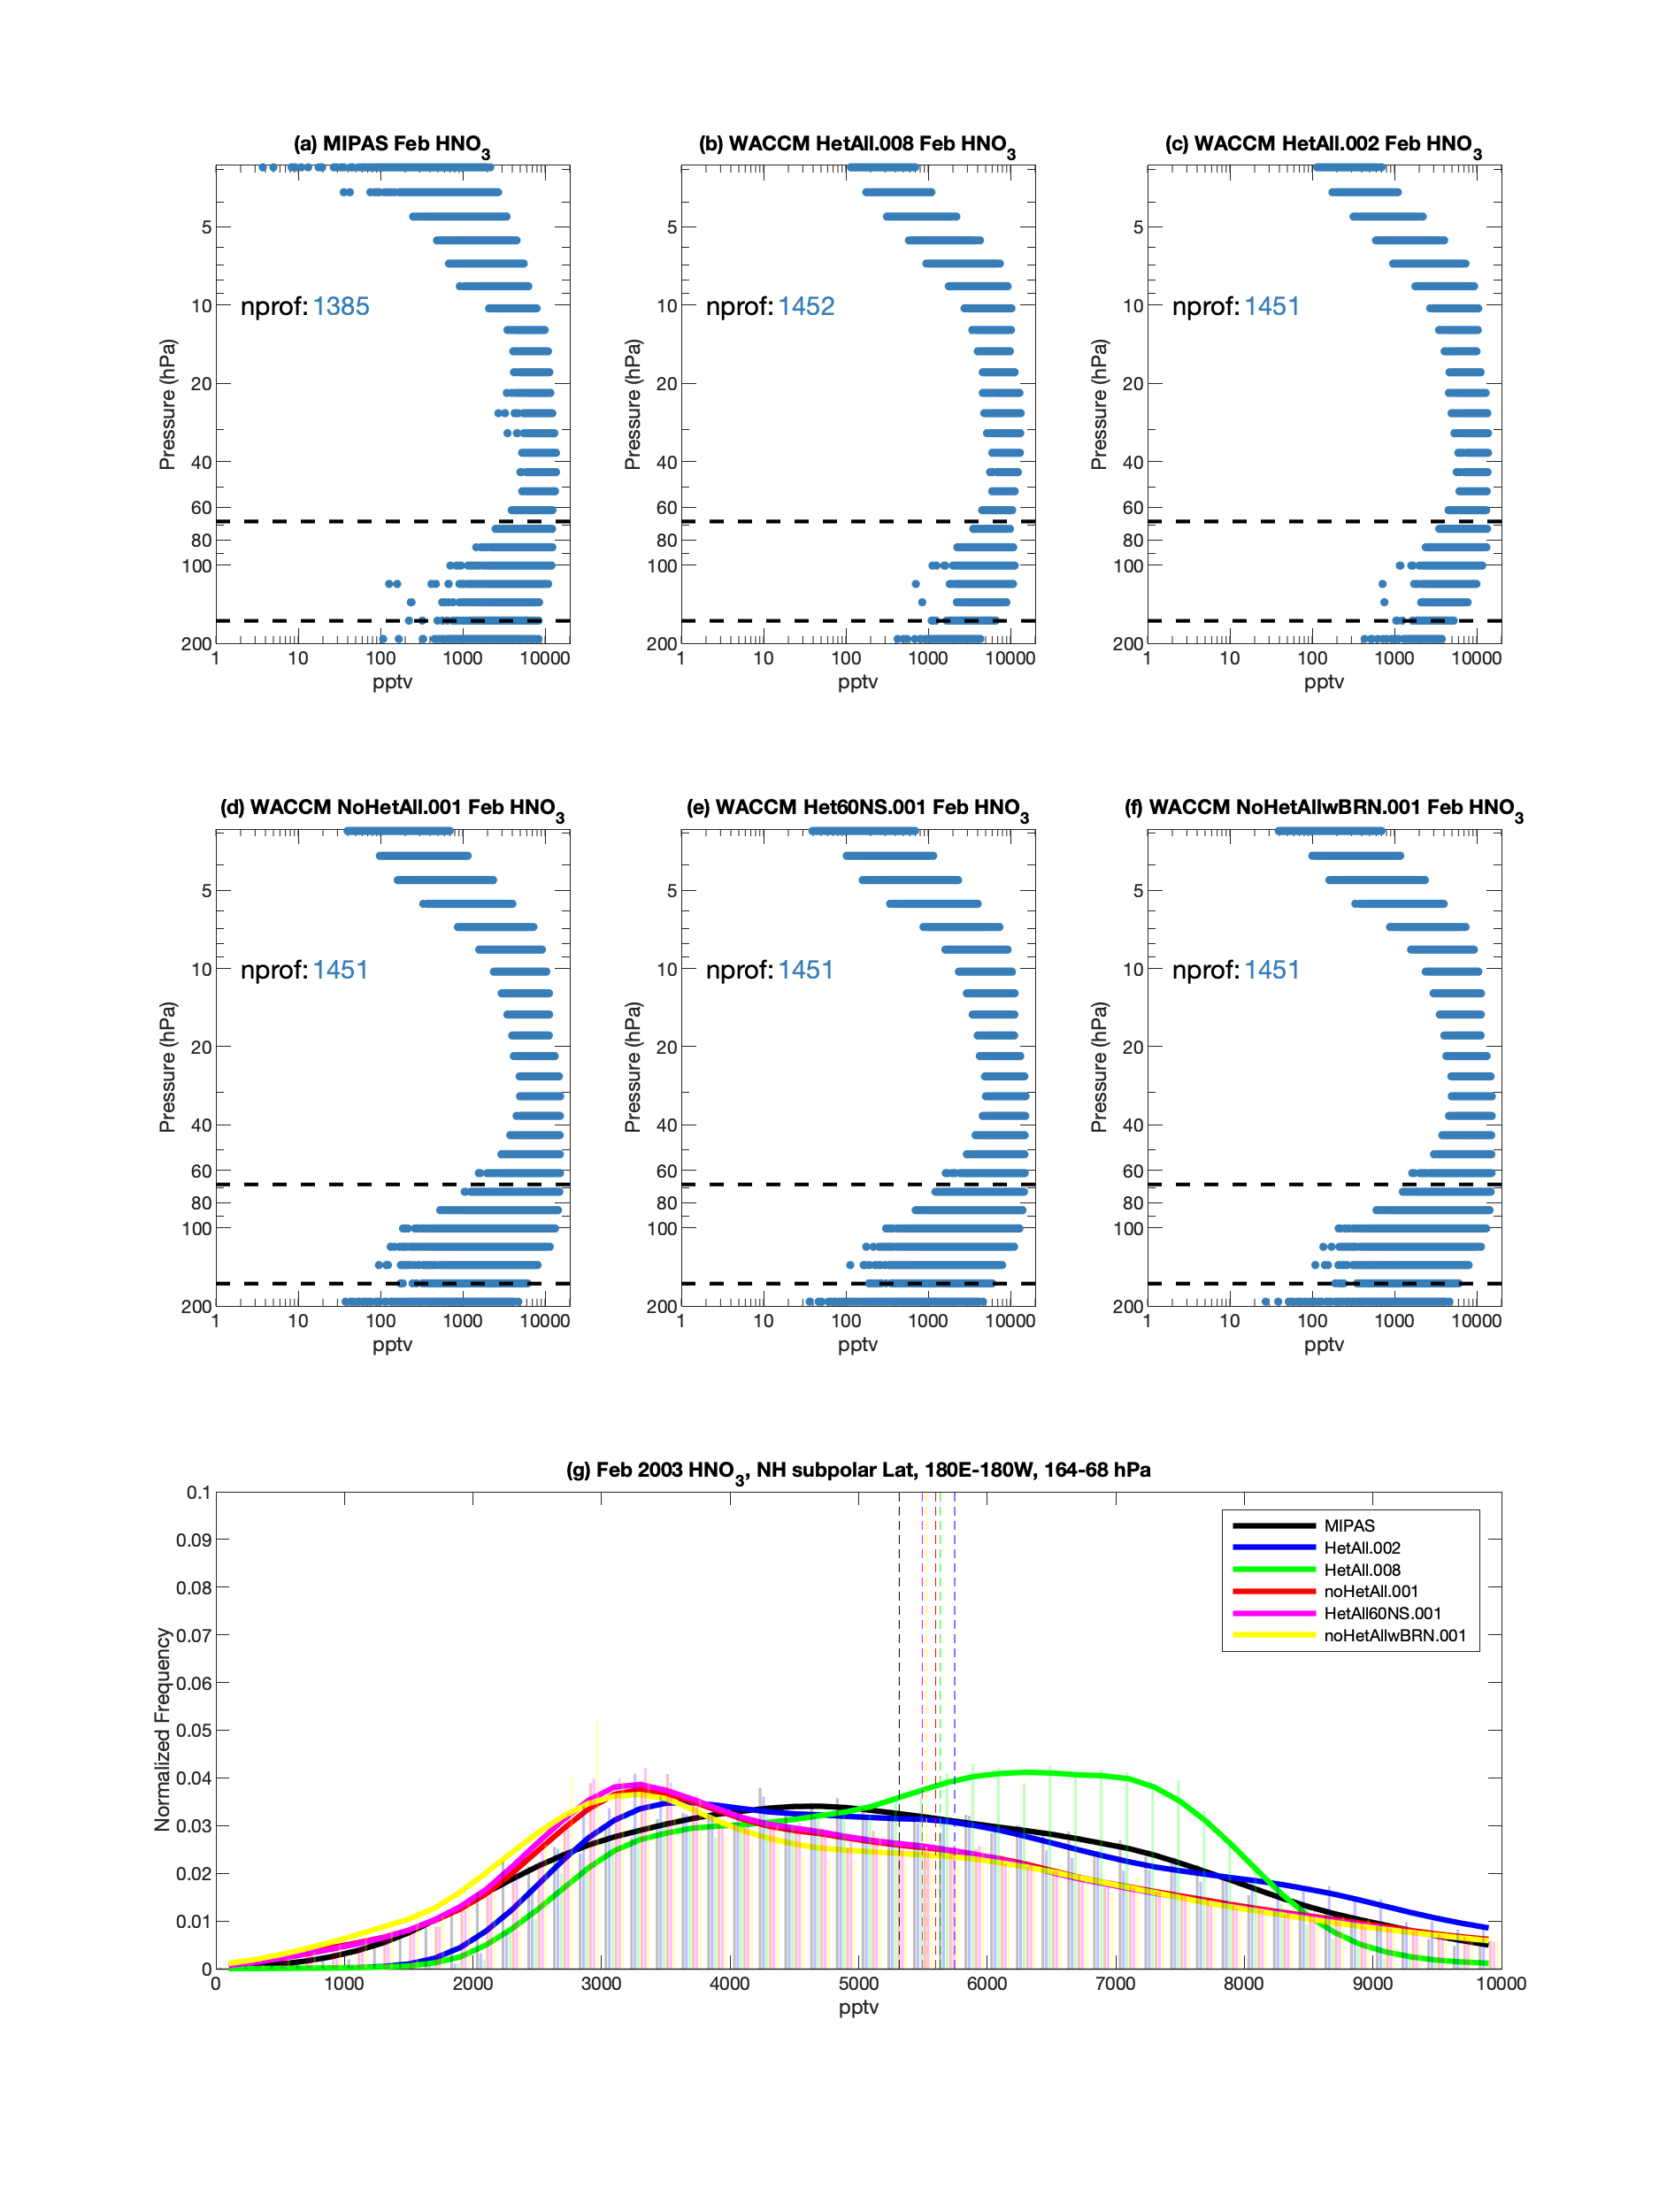 (a) MIPAS Feb HNO3
(b) WACCM HetAll.008 Feb HNO3
(c) WACCM HetAll.002 Feb HNO3
Pressure (hPa)
5
10
20
40
60
80
100
200
nprof: 1385
1 10 100 1000 10000
pptv
Pressure (hPa)
5
10
20
40
60
80
100
200
nprof: 1452
1 10 100 1000 10000
pptv
Pressure (hPa)
5
10
20
40
60
80
100
200
nprof: 1451
1 10 100 1000 10000
pptv
(d) WACCM NoHetAll.001 Feb HNO3
(e) WACCM Het60NS.001 Feb HNO3
(f) WACCM NoHetAllwBRN.001 Feb HNO3
Pressure (hPa)
5
10
20
40
60
80
100
200
nprof: 1451
1 10 100 1000 10000
pptv
Pressure (hPa)
5
10
20
40
60
80
100
200
nprof: 1451
1 10 100 1000 10000
pptv
Pressure (hPa)
5
10
20
40
60
80
100
200
nprof: 1451
1 10 100 1000 10000
pptv
(g) Feb 2003 HNO3, NH subpolar Lat, 180E-180W, 164-68 hPa
Normalized Frequency
0.1
0.09
0.08
0.07
0.06
0.05
0.04
0.03
0.02
0.01
0
MIPAS
HetAll.002
HetAll.008
noHetAll.001
HetAll60NS.001
noHetAllwBRN.001
0 1000 2000 3000 4000 5000 6000 7000 8000 9000 10000
pptv